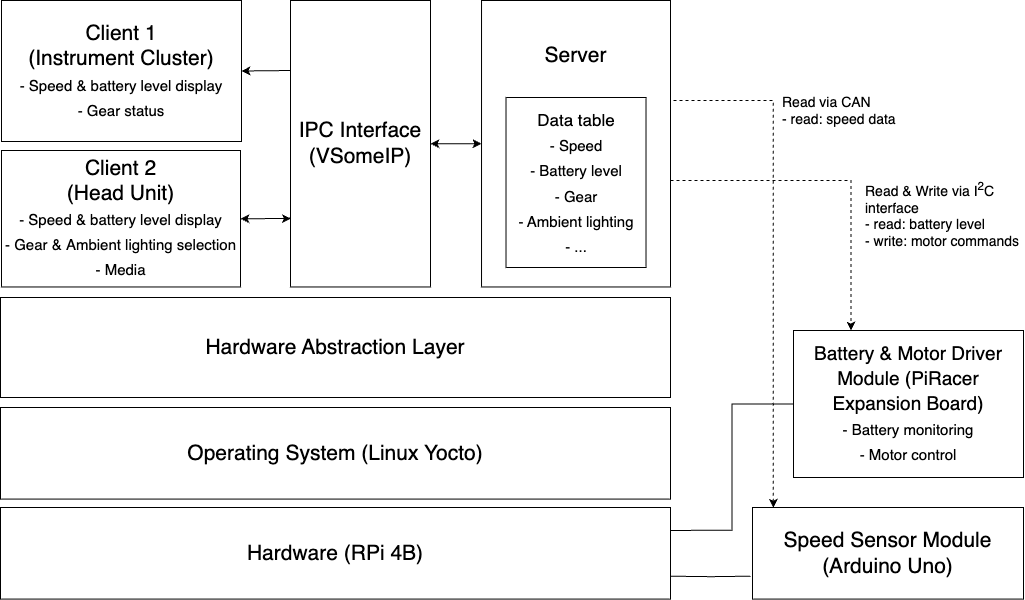 Client 1
(Instrument Cluster)
- Speed & battery level display
- Gear status
Client 2
(Head Unit)
- Speed & battery level display
- Gear & Ambient lighting selection
- Media
IPC Interface
(VSomeIP)
Server
Data table
- Speed
- Battery level
- Gear
- Ambient lighting
- ...
Read via CAN
- read: speed data
Read & Write via I²C
interface
- read: battery level
- write: motor commands
Hardware Abstraction Layer
Battery & Motor Driver
Module (PiRacer
Expansion Board)
- Battery monitoring
- Motor control
Operating System (Linux Yocto)
Hardware (RPi 4B)
Speed Sensor Module
(Arduino Uno)